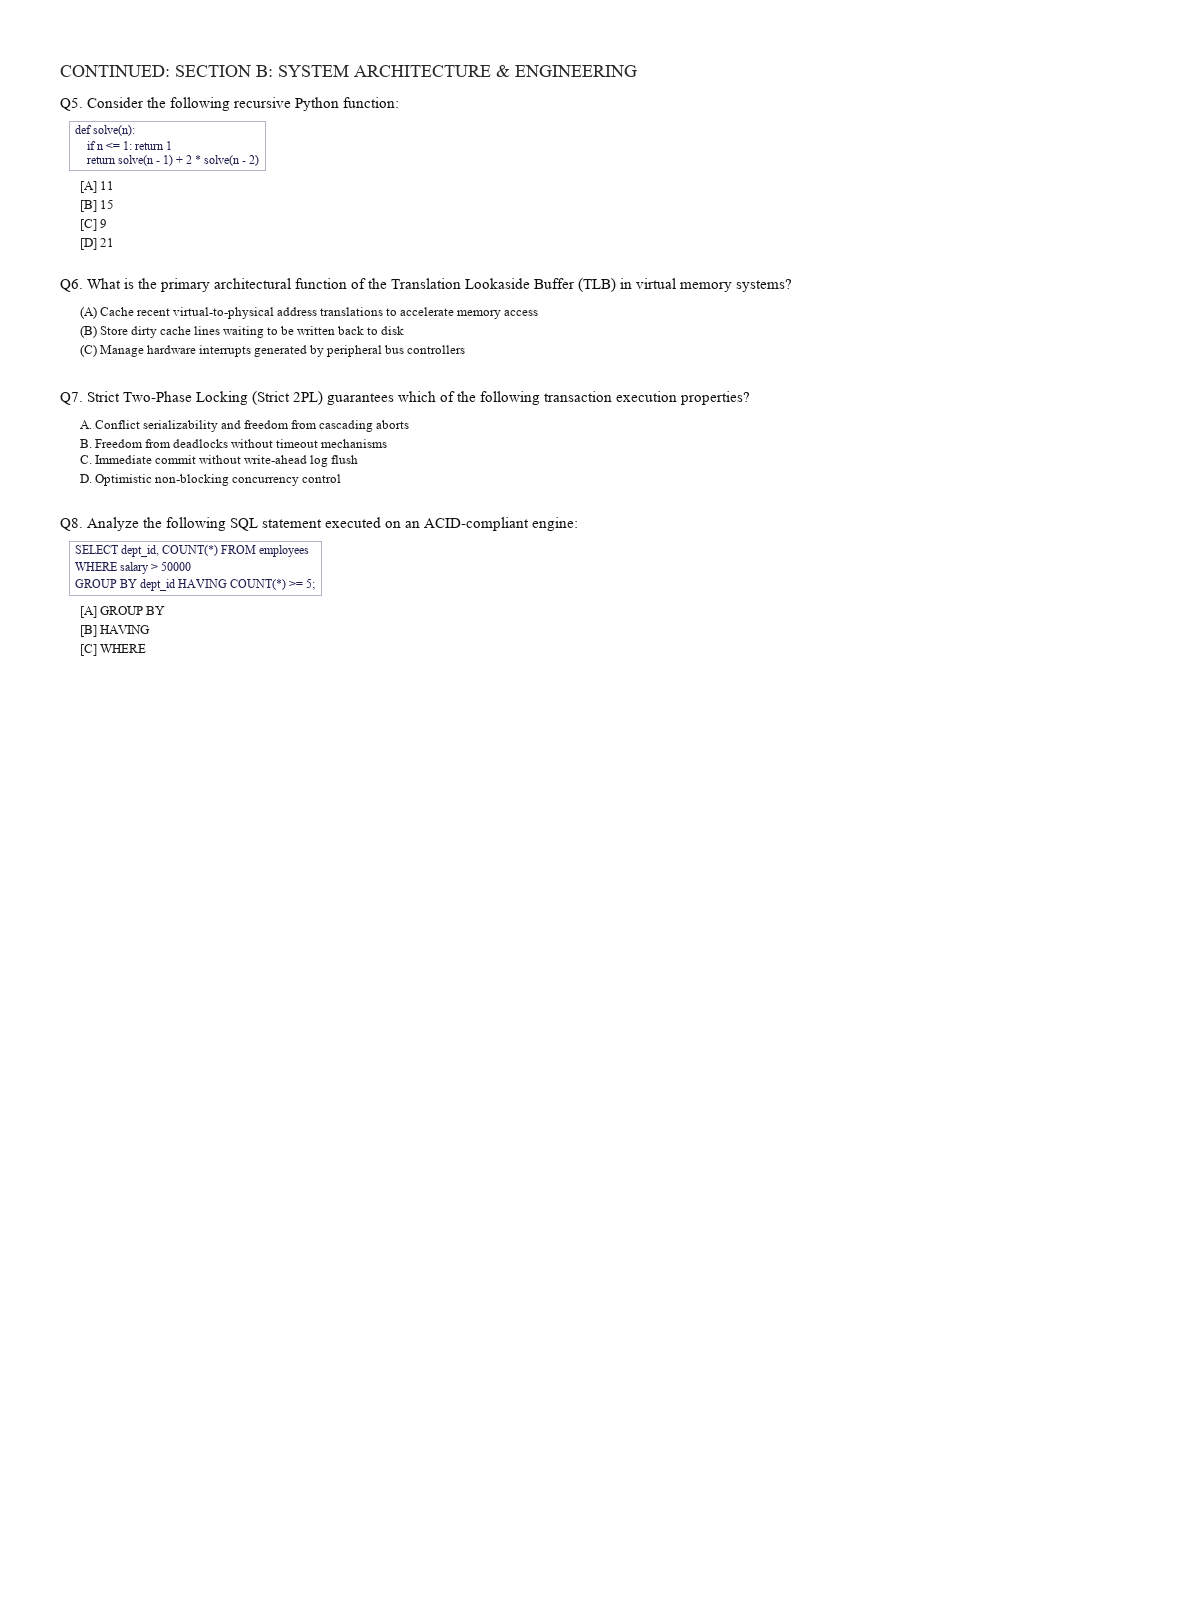 CONTINUED: SECTION B: SYSTEM ARCHITECTURE & ENGINEERING
Q5. Consider the following recursive Python function:
def solve(n):
if n <= 1: return 1
return solve(n - 1) + 2 * solve(n - 2)
[A] 11
[B] 15
[C] 9
[D] 21
Q6. What is the primary architectural function of the Translation Lookaside Buffer (TLB) in virtual memory systems?
(A) Cache recent virtual-to-physical address translations to accelerate memory access
(B) Store dirty cache lines waiting to be written back to disk
(C) Manage hardware interrupts generated by peripheral bus controllers
Q7. Strict Two-Phase Locking (Strict 2PL) guarantees which of the following transaction execution properties?
A. Conflict serializability and freedom from cascading aborts
B. Freedom from deadlocks without timeout mechanisms
C. Immediate commit without write-ahead log flush
D. Optimistic non-blocking concurrency control
Q8. Analyze the following SQL statement executed on an ACID-compliant engine:
SELECT dept_id, COUNT(*) FROM employees
WHERE salary > 50000
GROUP BY dept_id HAVING COUNT(*) >= 5;
[A] GROUP BY
[B] HAVING
[C] WHERE